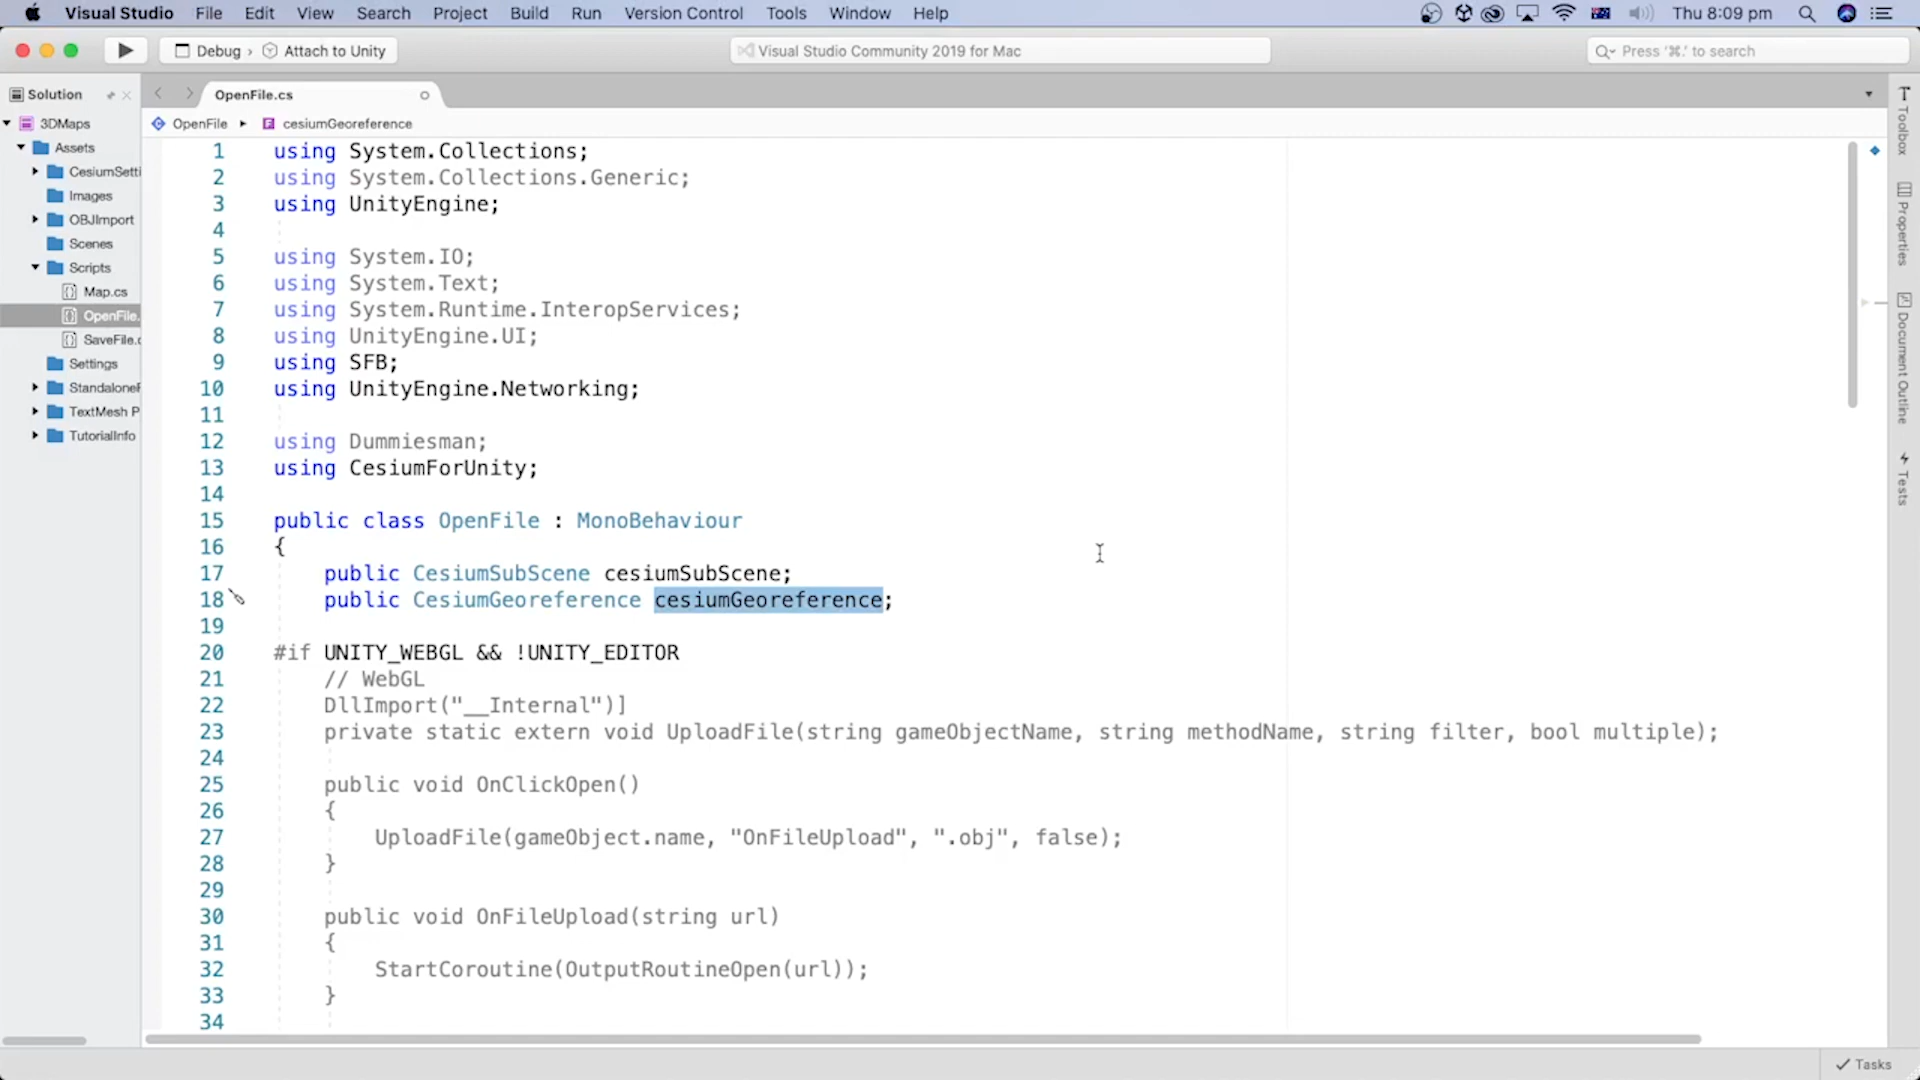 Visual Studio File Edit View Search Project Build Run Version Control Tools Window Help Thu 8:09 pm
Debug › Attach to Unity Visual Studio Community 2019 for Mac Press '⌘.' to search
Solution
3DMaps
Assets
CesiumSetti
Images
OBJImport
Scenes
Scripts
Map.cs
OpenFile.
SaveFile.c
Settings
Standalone
TextMesh P
TutorialInfo
OpenFile.cs
OpenFile cesiumGeoreference
1 using System.Collections;
2 using System.Collections.Generic;
3 using UnityEngine;
4
5 using System.IO;
6 using System.Text;
7 using System.Runtime.InteropServices;
8 using UnityEngine.UI;
9 using SFB;
10 using UnityEngine.Networking;
11
12 using Dummiesman;
13 using CesiumForUnity;
14
15 public class OpenFile : MonoBehaviour
16 {
17 public CesiumSubScene cesiumSubScene;
18 public CesiumGeoreference cesiumGeoreference;
19
20 #if UNITY_WEBGL && !UNITY_EDITOR
21 // WebGL
22 DllImport("__Internal")]
23 private static extern void UploadFile(string gameObjectName, string methodName, string filter, bool multiple);
24
25 public void OnClickOpen()
26 {
27 UploadFile(gameObject.name, "OnFileUpload", ".obj", false);
28 }
29
30 public void OnFileUpload(string url)
31 {
32 StartCoroutine(OutputRoutineOpen(url));
33 }
34
Toolbox
Properties
Document Outline
Tests
Tasks